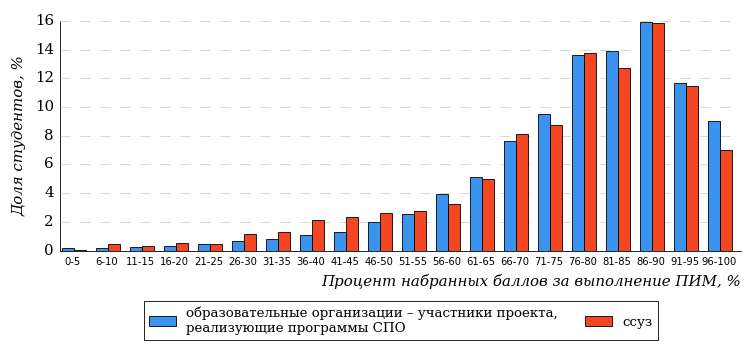 16
14
12
10
8
6
4
2
0
Доля студентов, %
0-5 6-10 11-15 16-20 21-25 26-30 31-35 36-40 41-45 46-50 51-55 56-60 61-65 66-70 71-75 76-80 81-85 86-90 91-95 96-100
Процент набранных баллов за выполнение ПИМ, %
образовательные организации – участники проекта,
реализующие программы СПО
ссуз